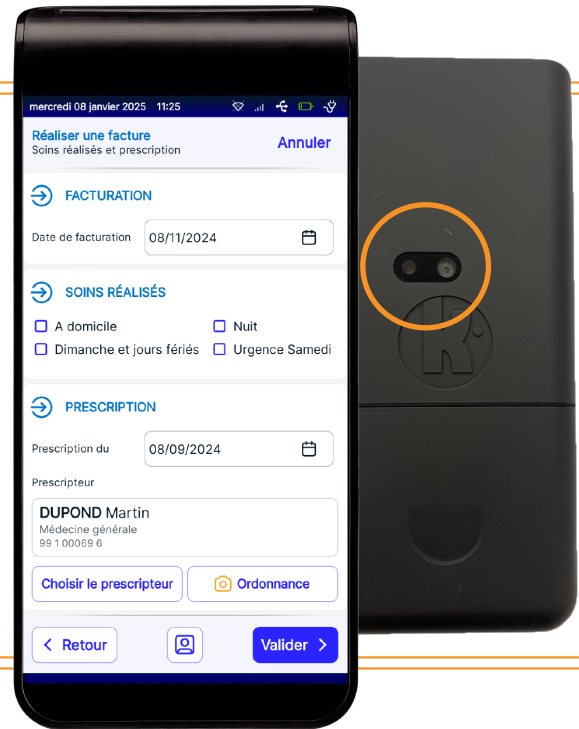 mercredi 08 janvier 2025 11:25
Réaliser une facture
Soins réalisés et prescription
Annuler
FACTURATION
Date de facturation 08/11/2024
SOINS RÉALISÉS
A domicile Nuit
Dimanche et jours fériés Urgence Samedi
PRESCRIPTION
Prescription du 08/09/2024
Prescripteur
DUPOND Martin
Médecine générale
99 1 00069 6
Choisir le prescripteur Ordonnance
Retour Valider
K